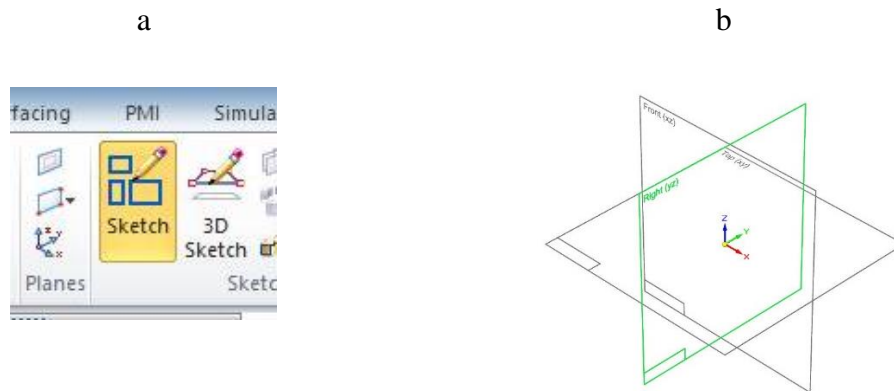 a
b
facing PMI Simula
Sketch
3D
Sketch
Planes
Sketc
Front (xz)
Top (xy)
Right (yz)
Z
Y
X